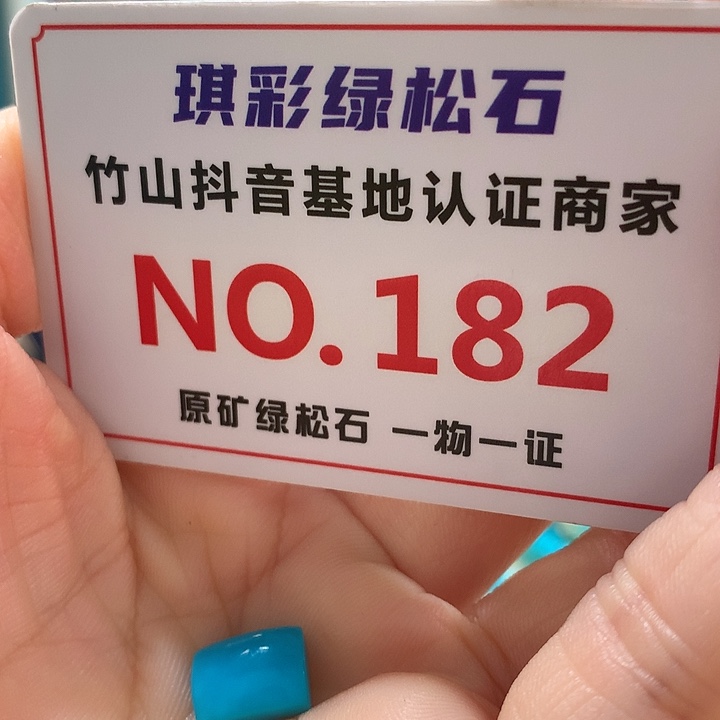 琪彩绿松石
竹山抖音基地认证商家
NO.182
原矿绿松石 一物一证